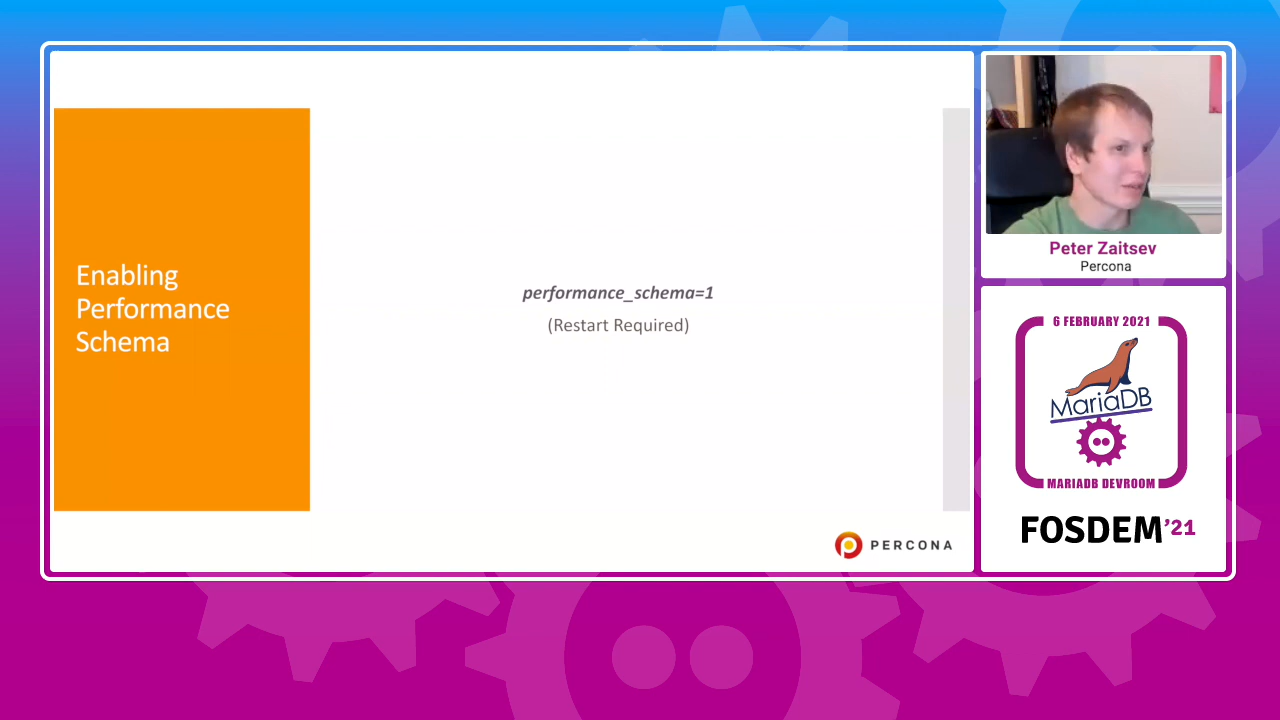 Enabling
Performance
Schema
performance_schema=1
(Restart Required)
PERCONA
Peter Zaitsev
Percona
6 FEBRUARY 2021
MariaDB
MARIADB DEVROOM
FOSDEM'21